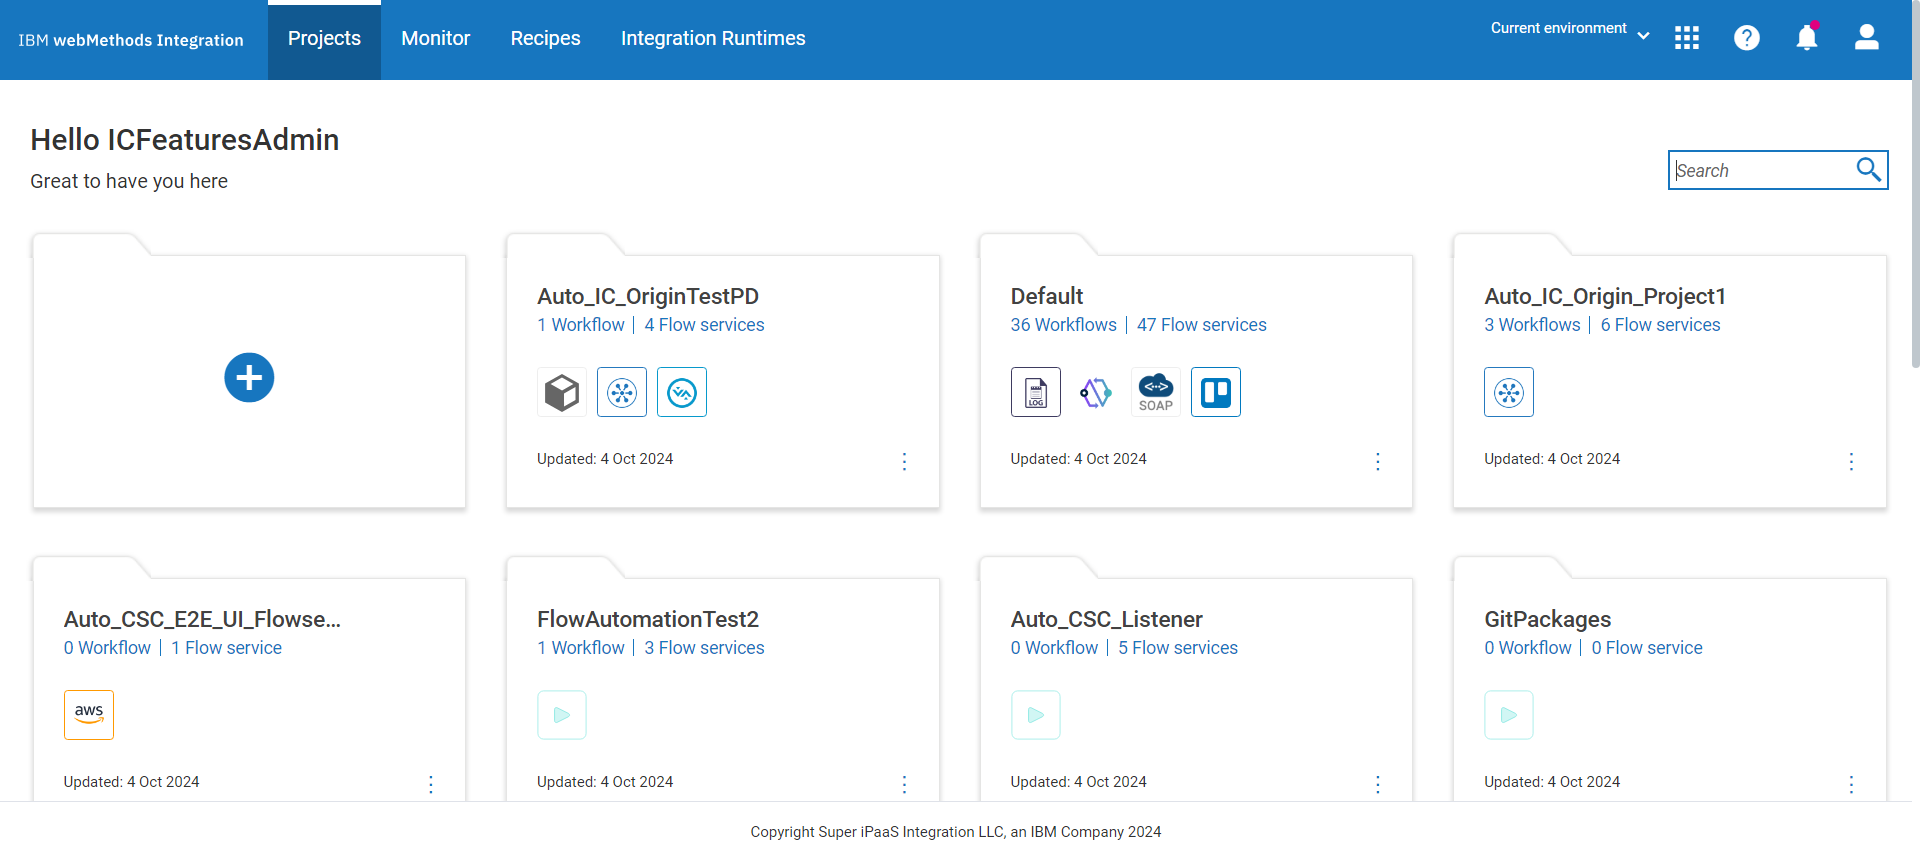 IBM webMethods Integration
Projects
Monitor
Recipes
Integration Runtimes
Current environment
?
Hello ICFeaturesAdmin
Great to have you here
Search
Auto_IC_OriginTestPD
1 Workflow | 4 Flow services
Updated: 4 Oct 2024
Default
36 Workflows | 47 Flow services
LOG
SOAP
Updated: 4 Oct 2024
Auto_IC_Origin_Project1
3 Workflows | 6 Flow services
Updated: 4 Oct 2024
Auto_CSC_E2E_UI_Flowse...
0 Workflow | 1 Flow service
aws
Updated: 4 Oct 2024
FlowAutomationTest2
1 Workflow | 3 Flow services
Updated: 4 Oct 2024
Auto_CSC_Listener
0 Workflow | 5 Flow services
Updated: 4 Oct 2024
GitPackages
0 Workflow | 0 Flow service
Updated: 4 Oct 2024
Copyright Super iPaaS Integration LLC, an IBM Company 2024